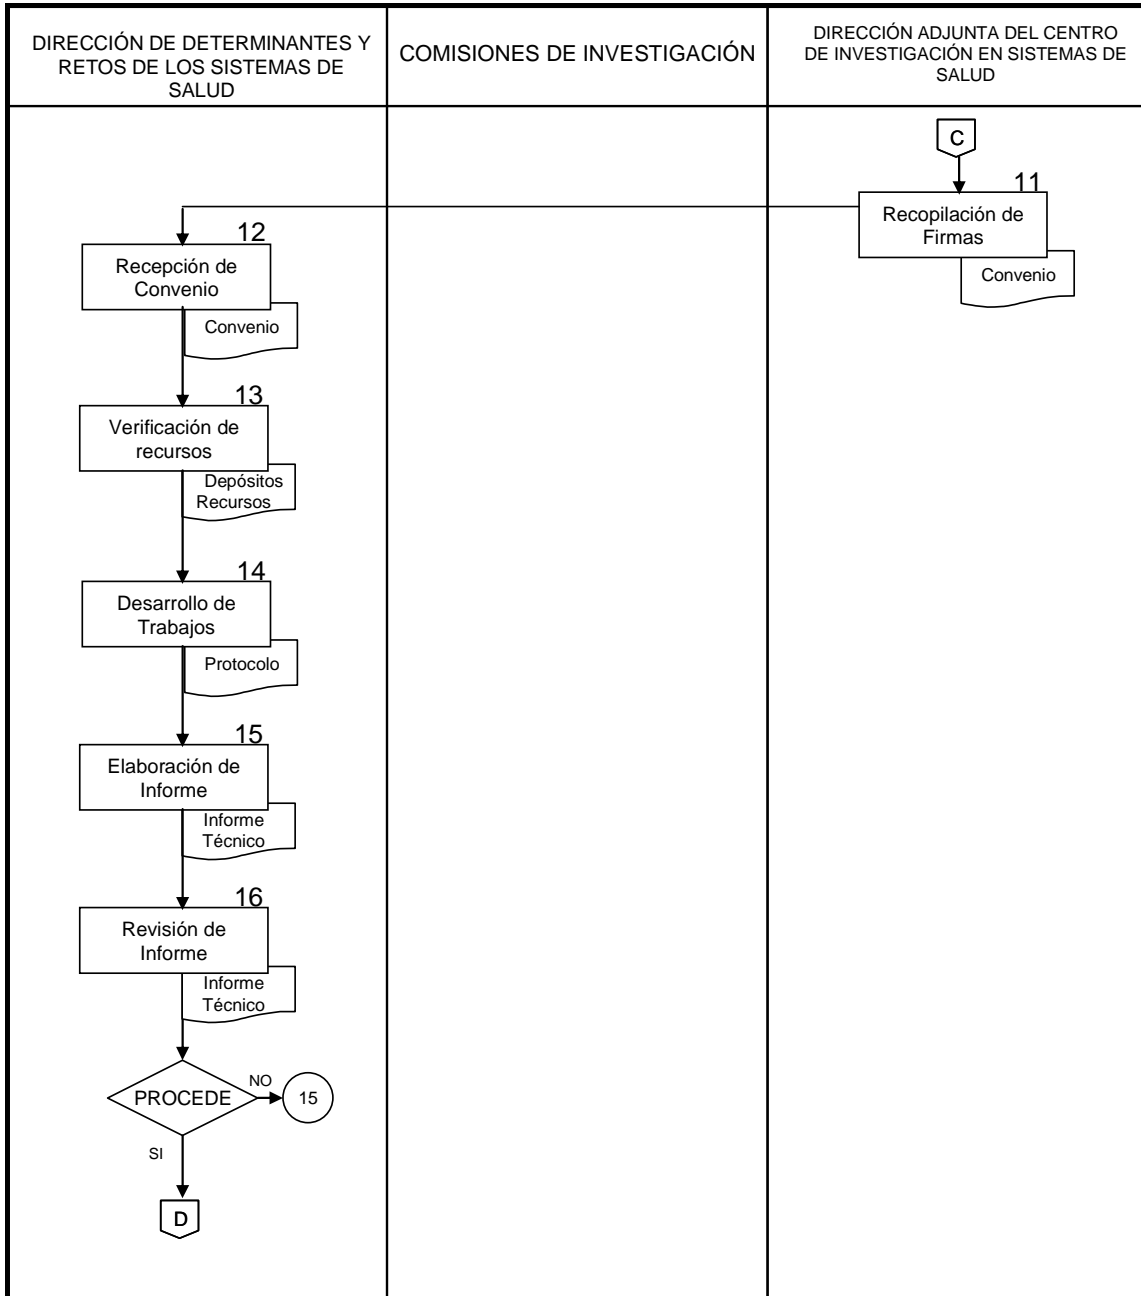 DIRECCIÓN DE DETERMINANTES Y
RETOS DE LOS SISTEMAS DE
SALUD
COMISIONES DE INVESTIGACIÓN
DIRECCIÓN ADJUNTA DEL CENTRO
DE INVESTIGACIÓN EN SISTEMAS DE
SALUD
C
11
Recopilación de
Firmas
Convenio
12
Recepción de
Convenio
Convenio
13
Verificación de
recursos
Depósitos
Recursos
14
Desarrollo de
Trabajos
Protocolo
15
Elaboración de
Informe
Informe
Técnico
16
Revisión de
Informe
Informe
Técnico
PROCEDE
NO
15
SI
D